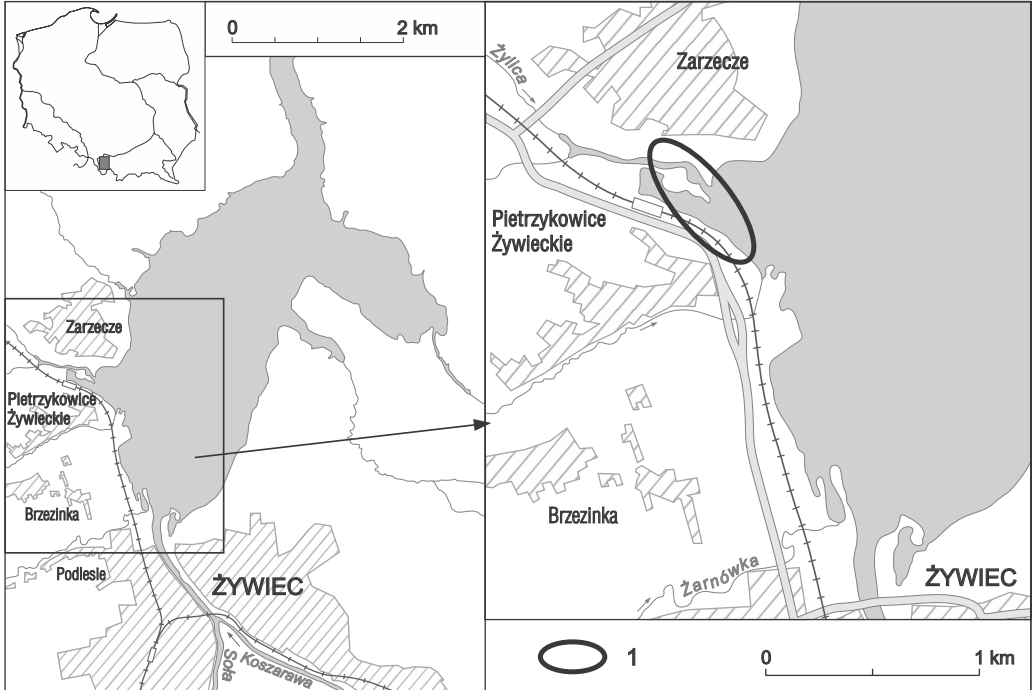 0 2 km
Zarzecze
Pietrzykowice
Żywieckie
Brzezinka
Podlesie
ŻYWIEC
Soła
Koszarawa
Żylica
Zarzecze
Pietrzykowice
Żywieckie
Brzezinka
Żarnówka
ŻYWIEC
1
0 1 km